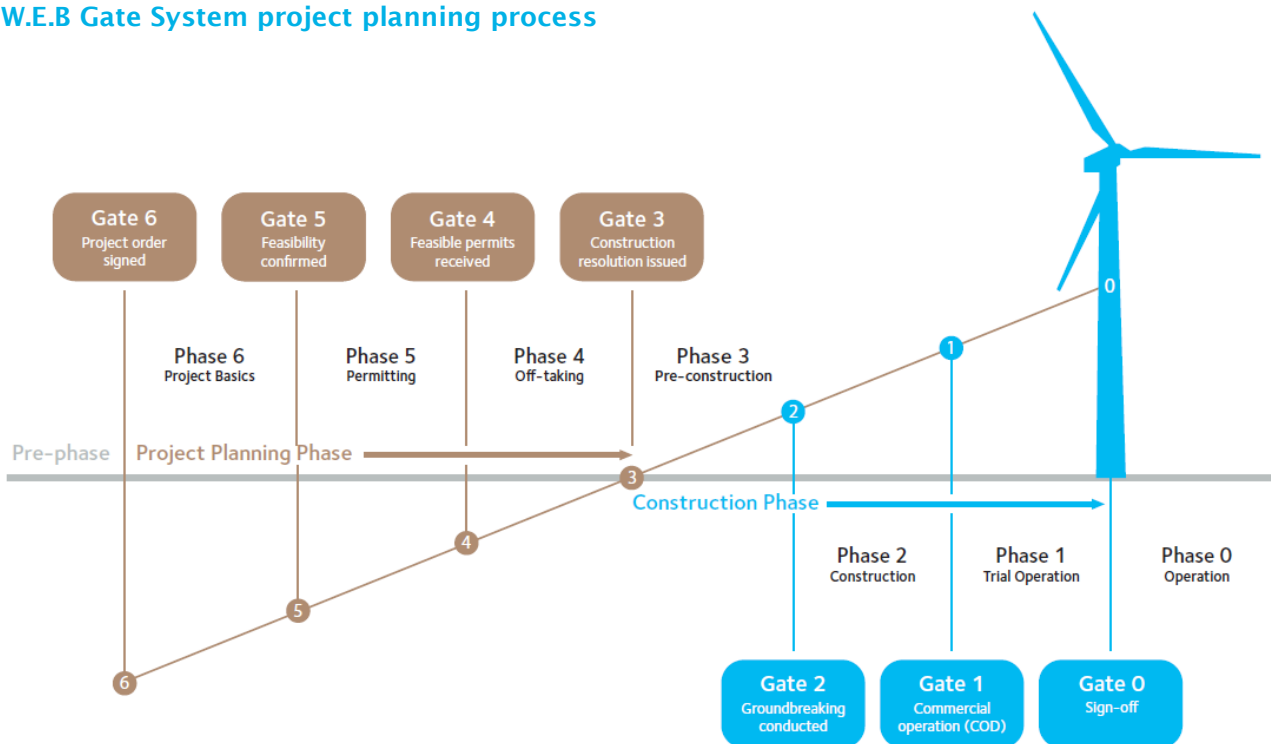 W.E.B Gate System project planning process
Gate 6
Project order
signed
Gate 5
Feasibility
confirmed
Gate 4
Feasible permits
received
Gate 3
Construction
resolution issued
0
1
2
Phase 6
Project Basics
Phase 5
Permitting
Phase 4
Off-taking
Phase 3
Pre-construction
Pre-phase
Project Planning Phase
3
Construction Phase
4
5
6
Phase 2
Construction
Phase 1
Trial Operation
Phase 0
Operation
Gate 2
Groundbreaking
conducted
Gate 1
Commercial
operation (COD)
Gate 0
Sign-off